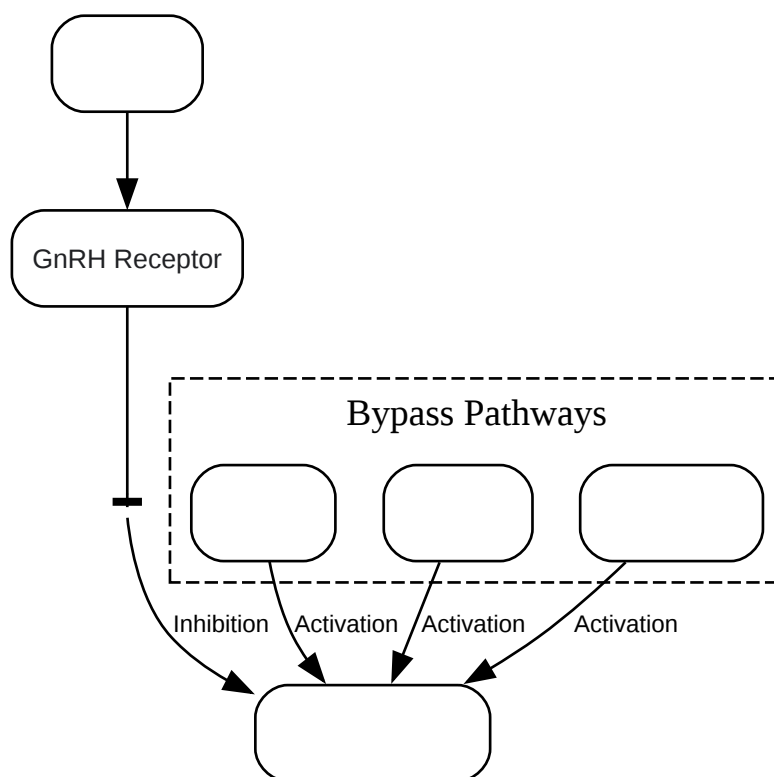 GnRH Receptor
Bypass Pathways
Inhibition
Activation
Activation
Activation